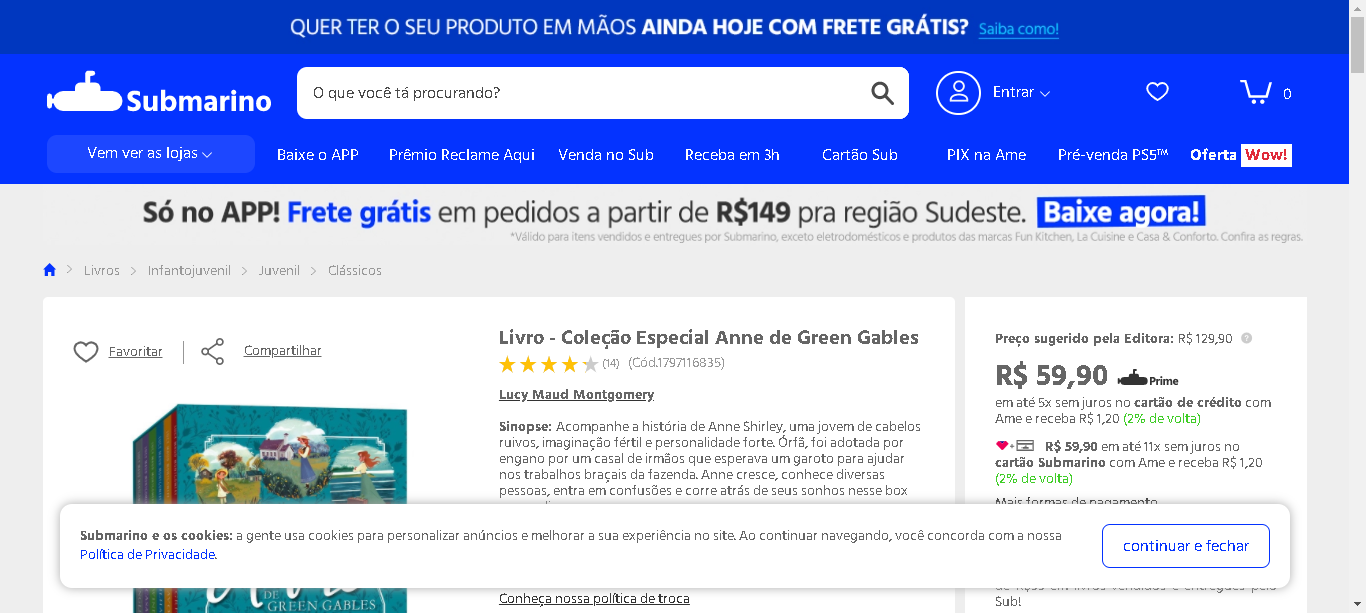 QUER TER O SEU PRODUTO EM MÃOS AINDA HOJE COM FRETE GRÁTIS? Saiba como!
Submarino
O que você tá procurando?
Entrar
0
Vem ver as lojas
Baixe o APP
Prêmio Reclame Aqui
Venda no Sub
Receba em 3h
Cartão Sub
PIX na Ame
Pré-venda PS5™
Oferta Wow!
Só no APP! Frete grátis em pedidos a partir de R$149 pra região Sudeste. Baixe agora!
*Válido para itens vendidos e entregues por Submarino, exceto eletrodomésticos e produtos das marcas Fun Kitchen, La Cuisine e Casa & Conforto. Confira as regras.
Livros > Infantojuvenil > Juvenil > Clássicos
Favoritar
Compartilhar
Livro - Coleção Especial Anne de Green Gables
(14) (Cód.1797116835)
Lucy Maud Montgomery
Sinopse: Acompanhe a história de Anne Shirley, uma jovem de cabelos
ruivos, imaginação fértil e personalidade forte. Órfã, foi adotada por
engano por um casal de irmãos que esperava um garoto para ajudar
nos trabalhos braçais da fazenda. Anne cresce, conhece diversas
pessoas, entra em confusões e corre atrás de seus sonhos nesse box
Conheça nossa política de troca
DE
GREEN GABLES
Preço sugerido pela Editora: R$ 129,90
R$ 59,90 Prime
em até 5x sem juros no cartão de crédito com
Ame e receba R$ 1,20 (2% de volta)
R$ 59,90 em até 11x sem juros no
cartão Submarino com Ame e receba R$ 1,20
(2% de volta)
Mais formas de pagamento
de R$99 em livros vendidos e entregues pelo
Sub!
Submarino e os cookies: a gente usa cookies para personalizar anúncios e melhorar a sua experiência no site. Ao continuar navegando, você concorda com a nossa
Política de Privacidade.
continuar e fechar